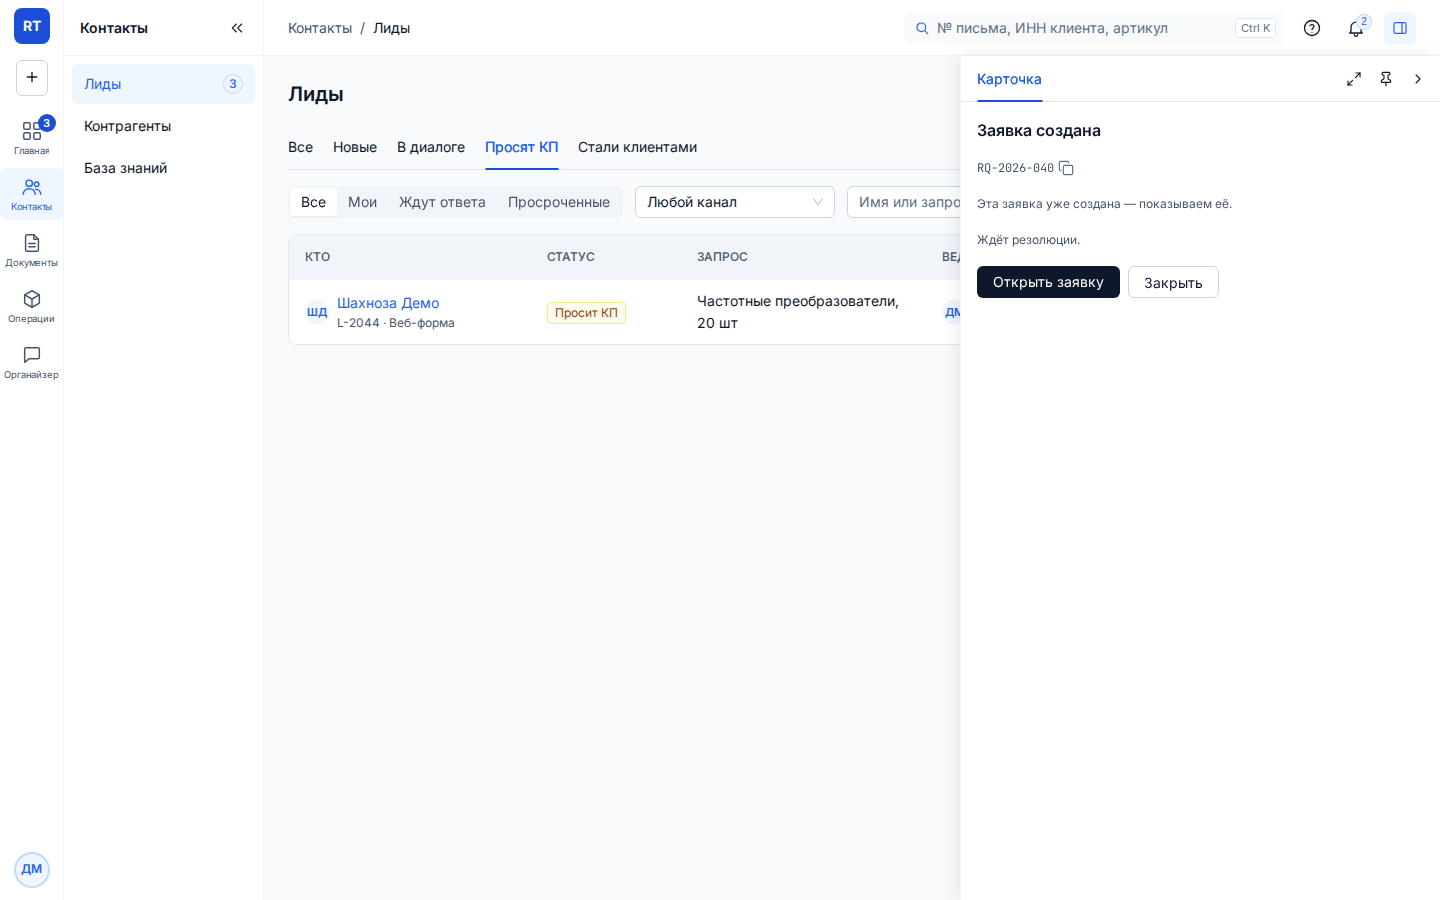 RT
3
Главная
Контакты
Документы
Операции
Органайзер
ДМ
Контакты
Лиды 3
Контрагенты
База знаний
Контакты / Лиды
№ письма, ИНН клиента, артикул Ctrl K
2
Лиды
Все Новые В диалоге Просят КП Стали клиентами
Все Мои Ждут ответа Просроченные Любой канал Имя или запро
КТО СТАТУС ЗАПРОС ВЕД
ШД Шахноза Демо
L-2044 · Веб-форма
Просит КП
Частотные преобразователи,
20 шт
ДМ
Карточка
Заявка создана
RQ-2026-040
Эта заявка уже создана — показываем её.
Ждёт резолюции.
Открыть заявку Закрыть